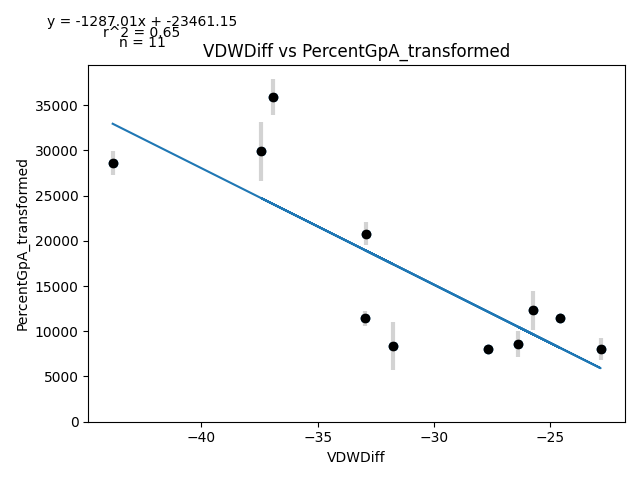 y = -1287.01x + -23461.15
r^2 = 0.65
n = 11
VDWDiff vs PercentGpA_transformed
35000
30000
25000
20000
15000
10000
5000
0
PercentGpA_transformed
−40
−35
−30
−25
VDWDiff